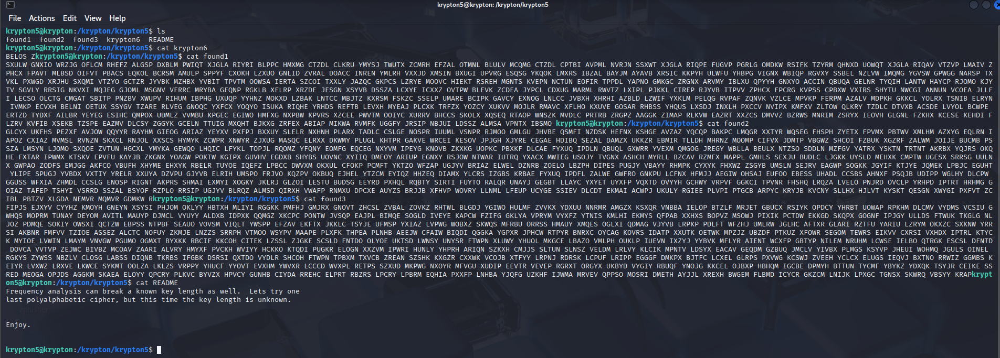 krypton5@krypton: /krypton/krypton5
File Actions Edit View Help
krypton5@krypton:/krypton/krypton5$ ls
found1 found2 found3 krypton6 README
krypton5@krypton:/krypton/krypton5$ cat krypton6
BELOS Zkrypton5@krypton:/krypton/krypton5$ cat found1
SXULW GNXIO WRZJG OFLCM RHEFZ ALGSP DXBLM PWIQT XJGLA RIYRI BLPPC HMXMG CTZDL CLKRU YMYSJ TWUTX ZCMRH EFZAL OTMNL BLULV MCQMG CTZDL CPTBI AVPML NVRJN SSXWT XJGLA RIQPE FUGVP PGRLG OMDKW RSIFK TZYRM QHNXD UOWQT XJGLA RIQAV VTZVP LMAIV Z
PHCX FPAVT MLBSD OIFVT PBACS EQKOL BCRSM AMULP SPPYF CXOKH LZXUO GNLID ZVRAL DOACC INREN YMLRH VXXJD XMSIN BXUGI UPVRG ESQSG YKQOK LMXRS IBZAL BAYJM AYAVB XRSIC KKPYH ULWFU YHBPG VIGNX WBIQP RGVXY SSBEL NZLVW IMQMG YGVSW GPWGG NARSP TX
VKL PXWGD XRJHU SXQMI VTZYO GCTZR JYVBK MZHBX YVBIT TPVTM OOWSA IERTA SZCOI TXXLY JAZQC GKPCS LZRYE MOOVC HIEKT RSREH MGNTS KVEPN NCTUN EOFIR TPPDL YAPNO GMKGC ZRGNX ARVMY IBLXU QPYYH GNXYO ACCIN QBUQA GELNR TYQIH LANTW HAYCP RJOMO KJY
TV SGVLY RRSIG NKVXI MQJEG GJOML MSGNV VERRC MRYBA GEQNP RGKLB XFLRP XRZDE JESGN XSYVB DSSZA LCXYE ICXXZ OVTPW BLEVK ZCDEA JYPCL CDXUG MARML RWVTZ LXIPL PJKKL CIREP RJYVB ITPVV ZPHCX FPCRG KVPSS CPBXW VXIRS SHYTU NWCGI ANNUN VCOEA JLLF
I LECSO OLCTG CMGAT SBITP PNZBV XWUPV RIHUM IBPHG UXUQP YYHNZ MOKXD LZBAK LNTCC MBJTZ KXRSM FSKZC SSELP UMARE BCIPK GAVCY EXNOG LNLCC JVBXH XHRHI AZBLD LZWIF YXKLM PELQG RVPAF ZQNVK VZLCE MPVKP FERPM AZALV MDPKH GKKCL YOLRX TSNIB ELRYN
IVMKP ECVXH BELNI OETUX SSYGV TZARE RLVEG GNOQC YXFCX YOQYO ISUKA RIQHE YRHDS REFTB LEVXH MYEAJ PLCXK TRFZX YOZCY XUKVV MOJLR RMAVC XFLHO KXUVE GOSAR RHBSS YHQUS LXSDJ INXLH PXCCV NVIPX KMFXV ZLTOW QLKRY TZDLC DTVXB ACSDE LVYOL BCWPE
ERTZD TYDXF AILBR YEYEG ESIHC QMPOX UDMLZ VVMBU KPGEC EGIWO HMFXG NXPBW KPVRS XZCEE PWVTM OOIYC XURRV BHCCS SKOLX XQSEQ RTAOP WNSZK MVDLC PRTRB ZRGPZ AAGGK ZIMAP RLKVW EAZRT XXZCS DMVVZ BZRWS MNRIM ZSRYX IEOVH GLGNL FZKHX KCESE KEHDI F
LZRV KVFIB XSEKB TZSPE EAZMV DLCSY ZGGYK GCELN TTUIG MXQHT BJKXG ZRFEX ABIAP MIKWA RVMFK UGGFY JRSIP NBJUI LDSSZ ALMSA VPNTX IBSMO krypton5@krypton:/krypton/krypton5$ cat found2
GLCYX UKFHS PEZXF AVJOW QQYYR RAYHM GIEOG ARIAZ YEYXV PXFPJ BXXUY SLELR NXHNH PLARX TADLC CSLGE NOSPR IUUML VSNPR RJMOO GMLGU JHVBE QSMFI NZDSK HEFNX KSHGE AVZAZ YQCQP BAKPC LMQGR XXTYR WQSEG FHSPH ZYETX FPVMX PBTWV XMLHM AZXYG EQLRN I
APOZ CXIAZ MVMSL RVNZN SKXCL RNJOL XXSCS HYMYK ZCWPR XNWYR ZJXUG MASQC ELRXX DKWMY PLUGL KHTPR GAKVE WRCEI KESOV JPJGH XJYRE CEGAE HDIBQ SEZAL DAMZX UKKZR EBMIR TLLDH MHRNZ MOOMP CIFVX JDMTP VBGWZ SHCOI FZBUK XGZRF ZALWM JOIJE BUCMB PS
SZA LMSYN LJOMO SXQOE ZVTUN HGCXL YMYKA GEWQO LHQIC LFYKL TOPJL RQOMZ YFQNY EOMFG EQCEG NXYVM IPEYG KNOVB ZKXKG UOPKC PBXKF DLCAE FYXUQ IPDLN QBUQL GXWRR YVEXM QMGOG JREGY WBLLA BEULX NTZSO SDDLN MZFGV YATRX YSKTN TRTNT AKRBX YQJRS OKQ
HE FXTAR IPWMX KTSKV EPVFU KAYJB ZKGNX YOAGW POKTW KGIPX GUVHV EGDXB SHYBS UOVNC XYIIQ DMEOY ARIUP EGNXY RSJOW NTWAR IUTRQ YXACX MWIEG USOJY TVGNX ASHCH MYRLL BZCAV RZMFX MAPPL GMHLS SEXJU BUDLC LJGKK UYSLD MEHXK CMPTW UGESX SRRSG UULN
X GWPAO ZODFS EMJGG AKFCO VBUFH XHYME EHXYK RBELR TUYOE IQEFZ LPBCC DWVXM OKXUL CFOKP PCMFT YKTZO WFZAP UGJYV BRIAZ ELWEL DZNRB ZOELO LBZPH DIPES PUGJY VBAYY RHMPK CYXYK FHXWZ ZSGYB UMSLN SEJRV EAGWP SOGKK JGYIF KTJYE JQMEK LPBJC EGUHT
YLIPE SPUGJ YVBDX VXTIY YRELR XXUYA DZVPU GJYVB ELRIH UMSPO FRJVO KQZPV OKBUQ EJHEL YTZCM EYIQZ HHZEQ DIAMX YLCRS IZGBS KRBAE FYXUQ IPDFL ZALWE GWFRO GNKPU LCFNX HFMJJ AEGIW OHSAJ EUFOO EBESS UHADL CCSBS AHNXF PSQJB UDIPP WGLHY DLCPW
GGUSS WFXIA ZHMDL CCSLG ENOSP RIGNT AKPRS SHMAI EXMYI XOGKY JKLRJ GLZOI LESTU BUDSG EEYRD PXHQL RQBTY SIRTI FUYTO RALQR UNAYJ GEGBT LLAYC YXYET UYXFP VQXTD OVYYH GCHWY VRPVF GGKCI TPVNR FHSHQ LRQZA LVELO PNJRD OVCLP YRHPD IPTRT HRHMG G
OIAZ TAFEP TSHYI VSRRD SSZAL BSYOF RZPLO RRSIP UGJYV BLRQZ ALMSD QIRXH VWAFP RNMXU DPCXE AUYZS BRJJB XFHVP WOVRY LLNML LFEUP UCYGE SSIEV DLCDT EKMAI ACWPJ UKULY RGIEE PLVPI PTGCB ARPYC KRYJB KVCNY SLLHX HJLVT KYSKT QESGN XWYGI PXFVT ZC
IBL PBTZV XLGDA NEMVR MQMVR GDMKW Rkrypton5@krypton:/krypton/krypton5$ cat found3
FIPJS EJXYV CYYHZ KMOYH GNEYN XSYSI PHJOM OKLYY HBTXH MLIYI RGGKK PMFHJ GMJRX GNOVT ZHCSL ZVBAL ZOVKZ RHTWL BLGDJ YGIWO HULMF ZVVKX YDXUU NNRMR AMGZX KSXQR VNBBA IELOP BTZLF MRJET GBUCX RSIYK OPDCY YHRBT UOWAP RPKHM DLCMV VYDMS VCSIU G
WHQS MOPRM TUNAY DEYOM AVITL MAUYP DJMCL VYUYY ALDXB IDPXK QQMGZ XKCPC PONTW JVSQP EAJPL BIMQE SOGLD IVEYE KAPCW FZIFG GKLYA VPRYM VYXFZ YTNIS KMLHI EKMYS QFPAB XXHXS BOPVZ MSOWJ PIXIK PCTDW EKKGD SKQPX GOGNF IPJGY ULLDS FTWUK TKGLG NL
JOZ PDMQE SOKIY OWSXI QCTZW EBPSS NTPBF SEAUO VOVSM VIQLT YWSPP EFZAV EKFTX JKKLC TSYJE UFMSP YXIAZ LVPWG WOBXZ SKWQS MFRBU ORRSS HMAUY XMQES OGLXI QDMAG VJYVB LRPKP PDLFT WFZHJ UMLRW JGLHC AFTXR GLARI RZTFU YARIU LZRYM OKXZC SXKNW YRR
SI AKBNR FMFVV TZIOE ASSEZ ALCTC NOFUY ZKMJE LNZZS SRRPH VTMOO WSYPV MAAPE PLXFK THPEA PLNHB AEEJW CFAIW BIQDI QGGKA YGPXR JPHCW RTPYR BNRXC OYCAG KOVRS IDATP XXUTK OETWK MPZJZ UBZDF PTKUZ XFOWR SEGOM TEWRS EIKVV CXRSI VXHDX IPTRL KTYC
K MYIOE LVWIN LMAYM VNVGW PGUMO OGMXT BYXKK RBCIF KKCOH CITEK LZSSL ZJGKE SCSLD FNTDO OLYOE UKTSD LWNSY UNYSR FTWPN XLUWY YHUOL MKGCE LBAZO VMLPH OUKLP IUEVN IXZYJ YYBVK MFLYR AIENT WCXFP GBTYP NILEM NRUHM LCWSE IELBO QTRGK ESCSL DFNTD
DOVCA VVTVP ZEJWC BIVBZ MCOAV ZAARI ALVRY HMYXF PVCKH WVIYY HCKKO KTQDI PUGKR ELOGN XXZVM IPWRI HUNLY YHPRH ARIQN SZKXH CMJJS SLTUN SLNSZ VELDM LRLVY KLCIK MPNTV LDSYX EACAV GEQDM GZBUQ JMCLV YIVBX PLMGS KSYVP JHEUI WOHMQ JGULS OINEL
RGKYS ZYWSS NBZLV CLOSG LABSS DIQNB TKRBS IFGBK DSRSI QXTDO VYDLR SHCOH FTWPN TPBXM TXVCB ZREAN SZSHK KXGZR CXXWK VCOJB XTFYY LRPNJ RDRSK LCPUF LRIPP EGGGF DMKPX BJTFC LCXEL GLRPS PXVWG KCSWJ ZVEEH YCLCX ELUGS IEQVJ BXTNO RRWIZ GGMBS K
EIYR LVXWZ LRXVE LKWCE SYKMT OOLZA LKLZS VRPPY YHUCF YYOVT EVXHM YWVXR LCCCD WVXPL RETPS SZXUD MKPWG NXOYR MFVGU XUDIP EEVTR VEVEP RGRXT ORGYX UKBYD VYGIY RBUQF YNOJG KKCEL OJBXP HBHQM IGCBE DPMYH BTTUN TYCMF YBYKZ YDXQK TSYJR CEIKE SS
RED MEOGA OPJDS AGGKM SKAEA ELOYY QPCRY PLKVC BYVZX HPVCY GUNHB CIYDA RREHC ELPRT RBZRS LPCRY LPBRM EQHIA PXXFP LNHBA YJQFG UZKHF IJWMA MRVEV QPPSO MOSRI DMETH AYJJL XREXH BWGEM FLBMD ICYCR GKZCM LNIJK LPXGC TGNSX SKWRQ VBSYY KRAPkrypt
on5@krypton:/krypton/krypton5$ cat README
Frequency analysis can break a known key length as well.  Lets try one
last polyalphabetic cipher, but this time the key length is unknown.
Enjoy.
krypton5@krypton:/krypton/krypton5$